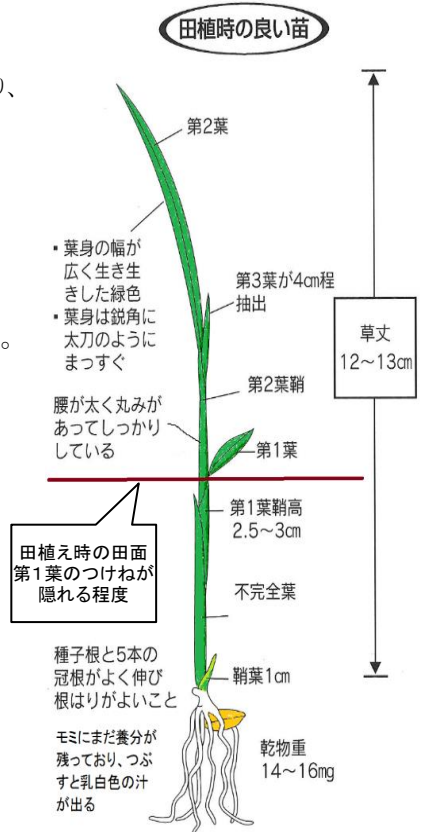 田植時の良い苗
り、
第2葉
・葉身の幅が
広く生き生
きした緑色
・葉身は鋭角に
太刀のように
まっすぐ
。
第3葉が4cm程
抽出
草丈
12〜13cm
第2葉鞘
腰が太く丸みが
あってしっかり
している
第1葉
第1葉鞘高
2.5〜3cm
田植え時の田面
第1葉のつけねが
隠れる程度
不完全葉
種子根と5本の
冠根がよく伸び
根はりがよいこと
鞘葉1cm
モミにまだ養分が
残っており、つぶ
すと乳白色の汁
が出る
乾物重
14〜16mg